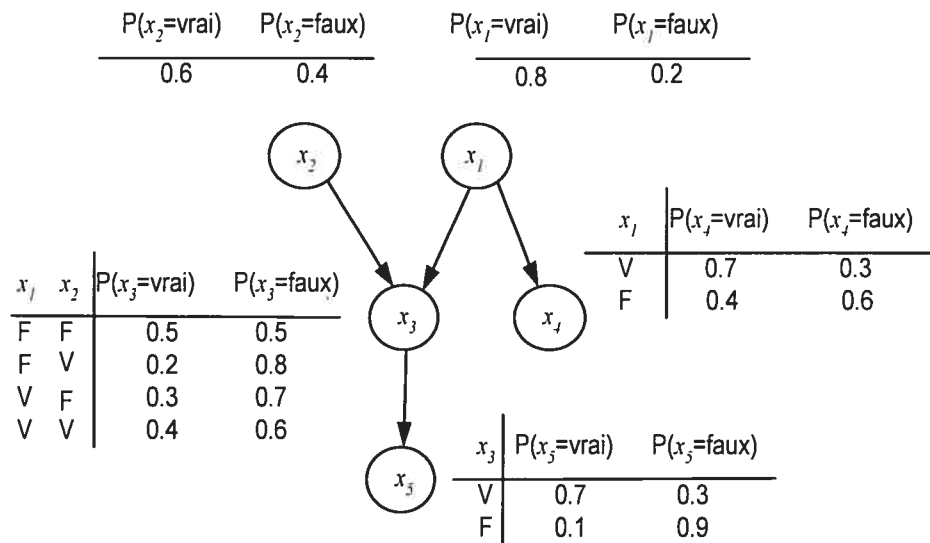 P(x₂=vrai) P(x₂=faux) P(x₁=vrai) P(x₁=faux)
0.6 0.4 0.8 0.2
x₂ x₁
x₁ P(x₄=vrai) P(x₄=faux)
V 0.7 0.3
F 0.4 0.6
x₁ x₂ P(x₃=vrai) P(x₃=faux)
F F 0.5 0.5
F V 0.2 0.8
V F 0.3 0.7
V V 0.4 0.6
x₃ x₄
x₅
x₃ P(x₅=vrai) P(x₅=faux)
V 0.7 0.3
F 0.1 0.9